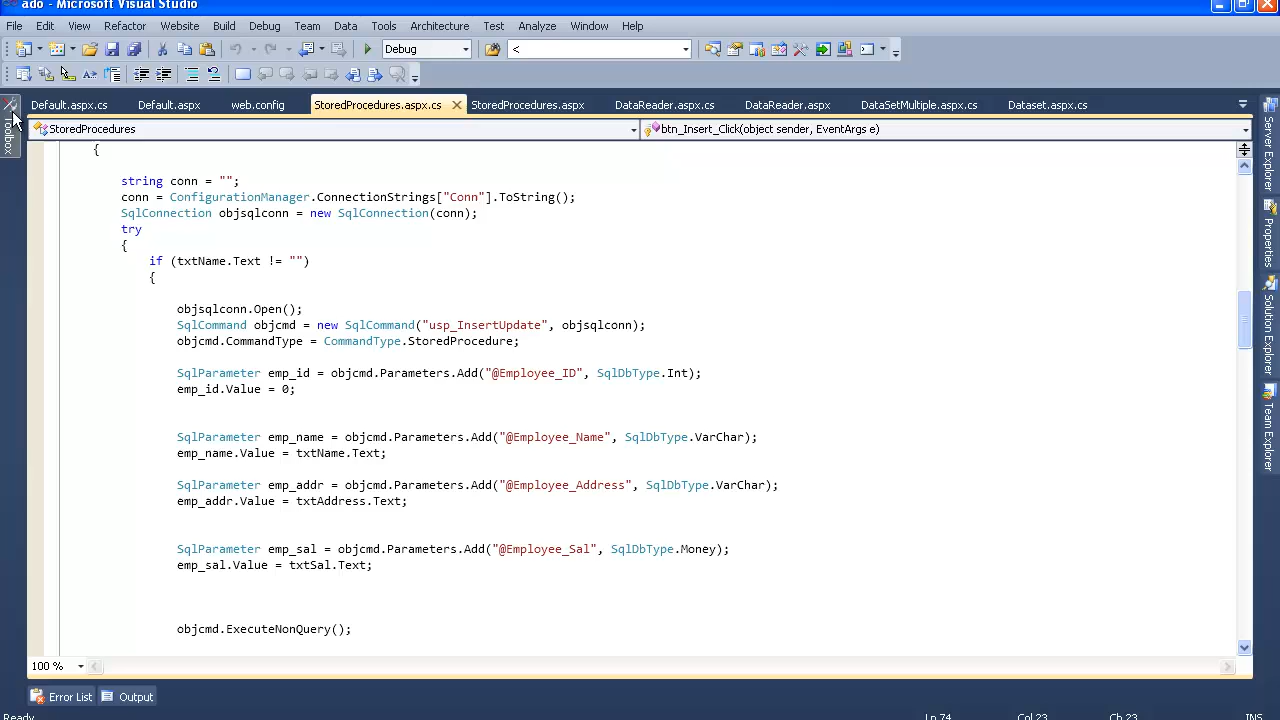 ado - Microsoft Visual Studio
File Edit View Refactor Website Build Debug Team Data Tools Architecture Test Analyze Window Help
Debug <
Default.aspx.cs Default.aspx web.config StoredProcedures.aspx.cs StoredProcedures.aspx DataReader.aspx.cs DataReader.aspx DataSetMultiple.aspx.cs Dataset.aspx.cs
StoredProcedures btn_Insert_Click(object sender, EventArgs e)
Toolbox
{
string conn = "";
conn = ConfigurationManager.ConnectionStrings["Conn"].ToString();
SqlConnection objsqlconn = new SqlConnection(conn);
try
{
if (txtName.Text != "")
{
objsqlconn.Open();
SqlCommand objcmd = new SqlCommand("usp_InsertUpdate", objsqlconn);
objcmd.CommandType = CommandType.StoredProcedure;
SqlParameter emp_id = objcmd.Parameters.Add("@Employee_ID", SqlDbType.Int);
emp_id.Value = 0;
SqlParameter emp_name = objcmd.Parameters.Add("@Employee_Name", SqlDbType.VarChar);
emp_name.Value = txtName.Text;
SqlParameter emp_addr = objcmd.Parameters.Add("@Employee_Address", SqlDbType.VarChar);
emp_addr.Value = txtAddress.Text;
SqlParameter emp_sal = objcmd.Parameters.Add("@Employee_Sal", SqlDbType.Money);
emp_sal.Value = txtSal.Text;
objcmd.ExecuteNonQuery();
Server Explorer
Properties
Solution Explorer
Team Explorer
100 %
Error List Output
Ready Ln 74 Col 23 Ch 23 INS